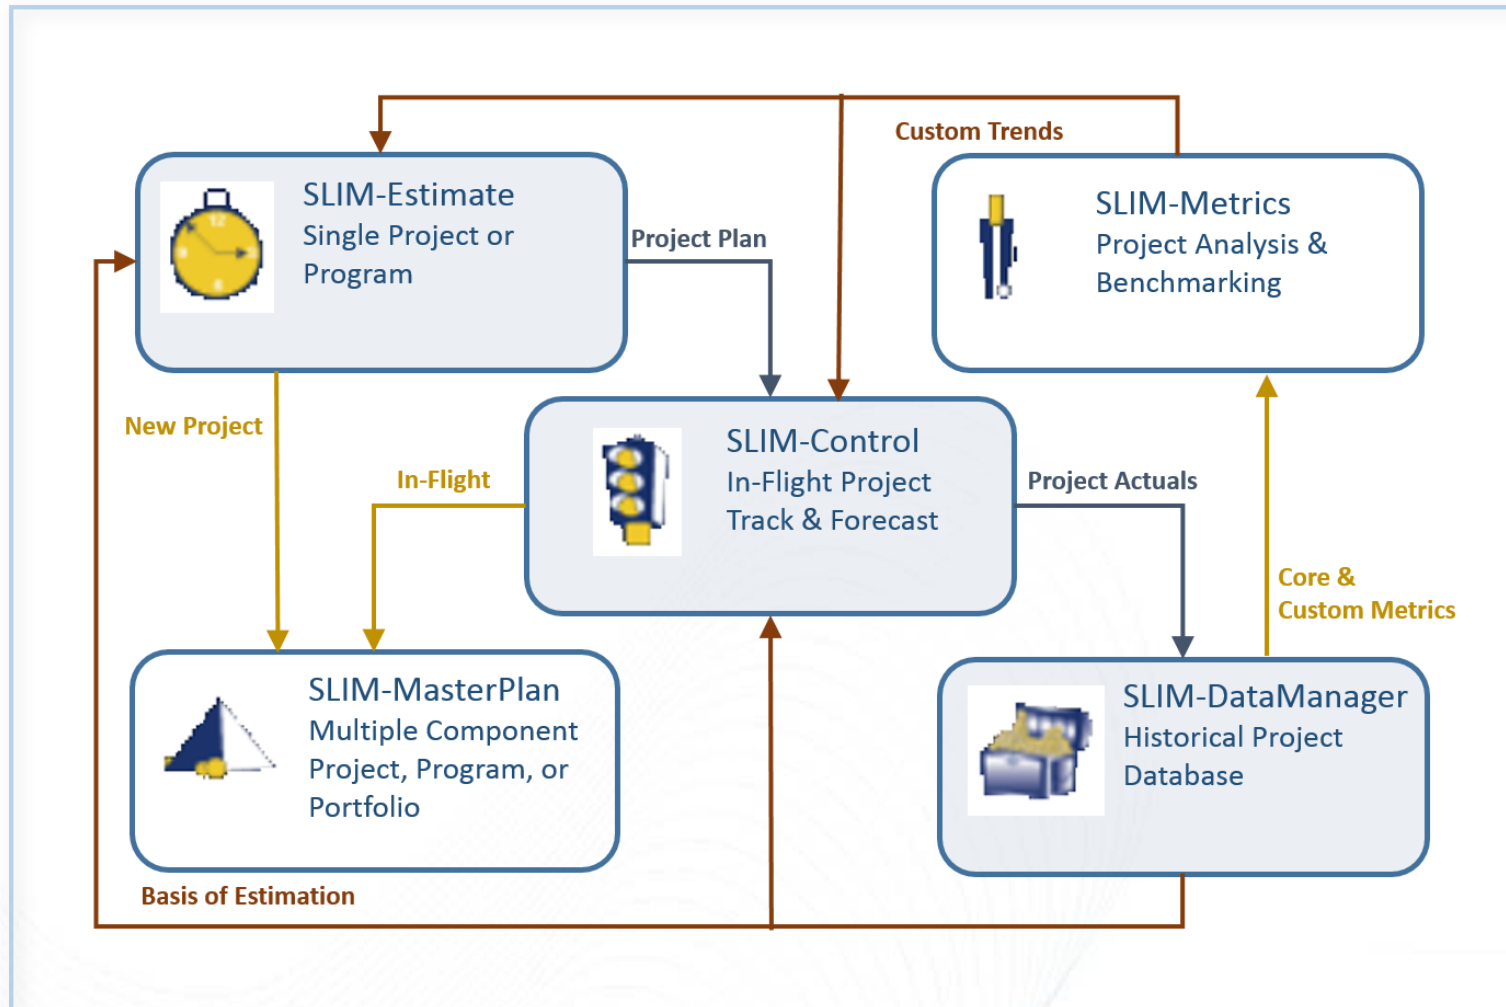 Custom Trends
SLIM-Estimate
Single Project or
Program
Project Plan
SLIM-Metrics
Project Analysis &
Benchmarking
New Project
In-Flight
SLIM-Control
In-Flight Project
Track & Forecast
Project Actuals
Core &
Custom Metrics
SLIM-MasterPlan
Multiple Component
Project, Program, or
Portfolio
SLIM-DataManager
Historical Project
Database
Basis of Estimation